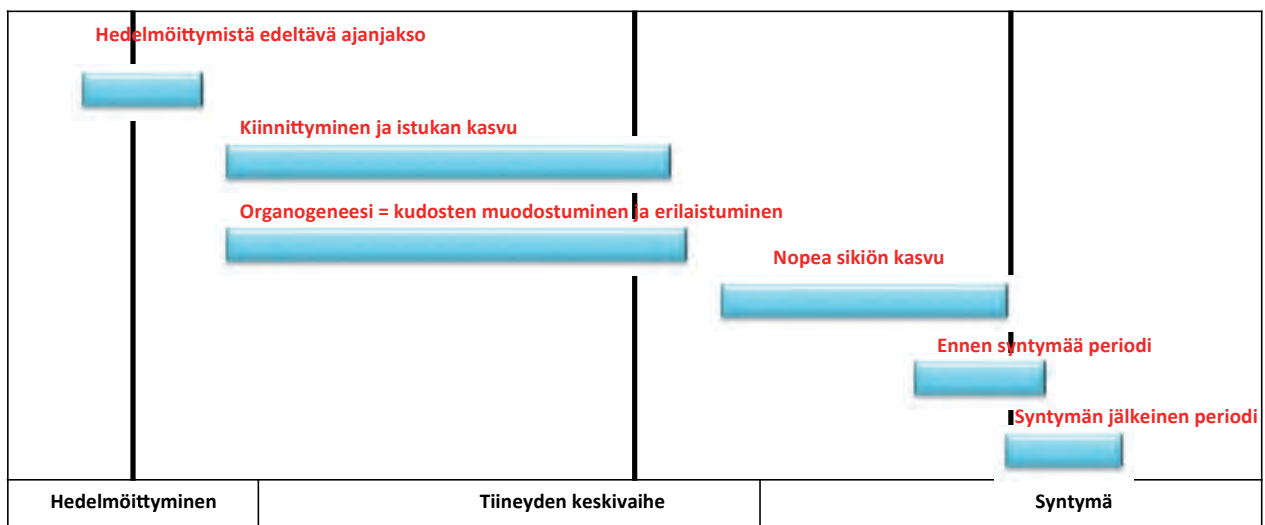 Hedelmöittymistä edeltävä ajanjakso
Kiinnittyminen ja istukan kasvu
Organogeneesi = kudosten muodostuminen ja erilaistuminen
Nopea sikiön kasvu
Ennen syntymää periodi
Syntymän jälkeinen periodi
Hedelmöittyminen
Tiineyden keskivaihe
Syntymä